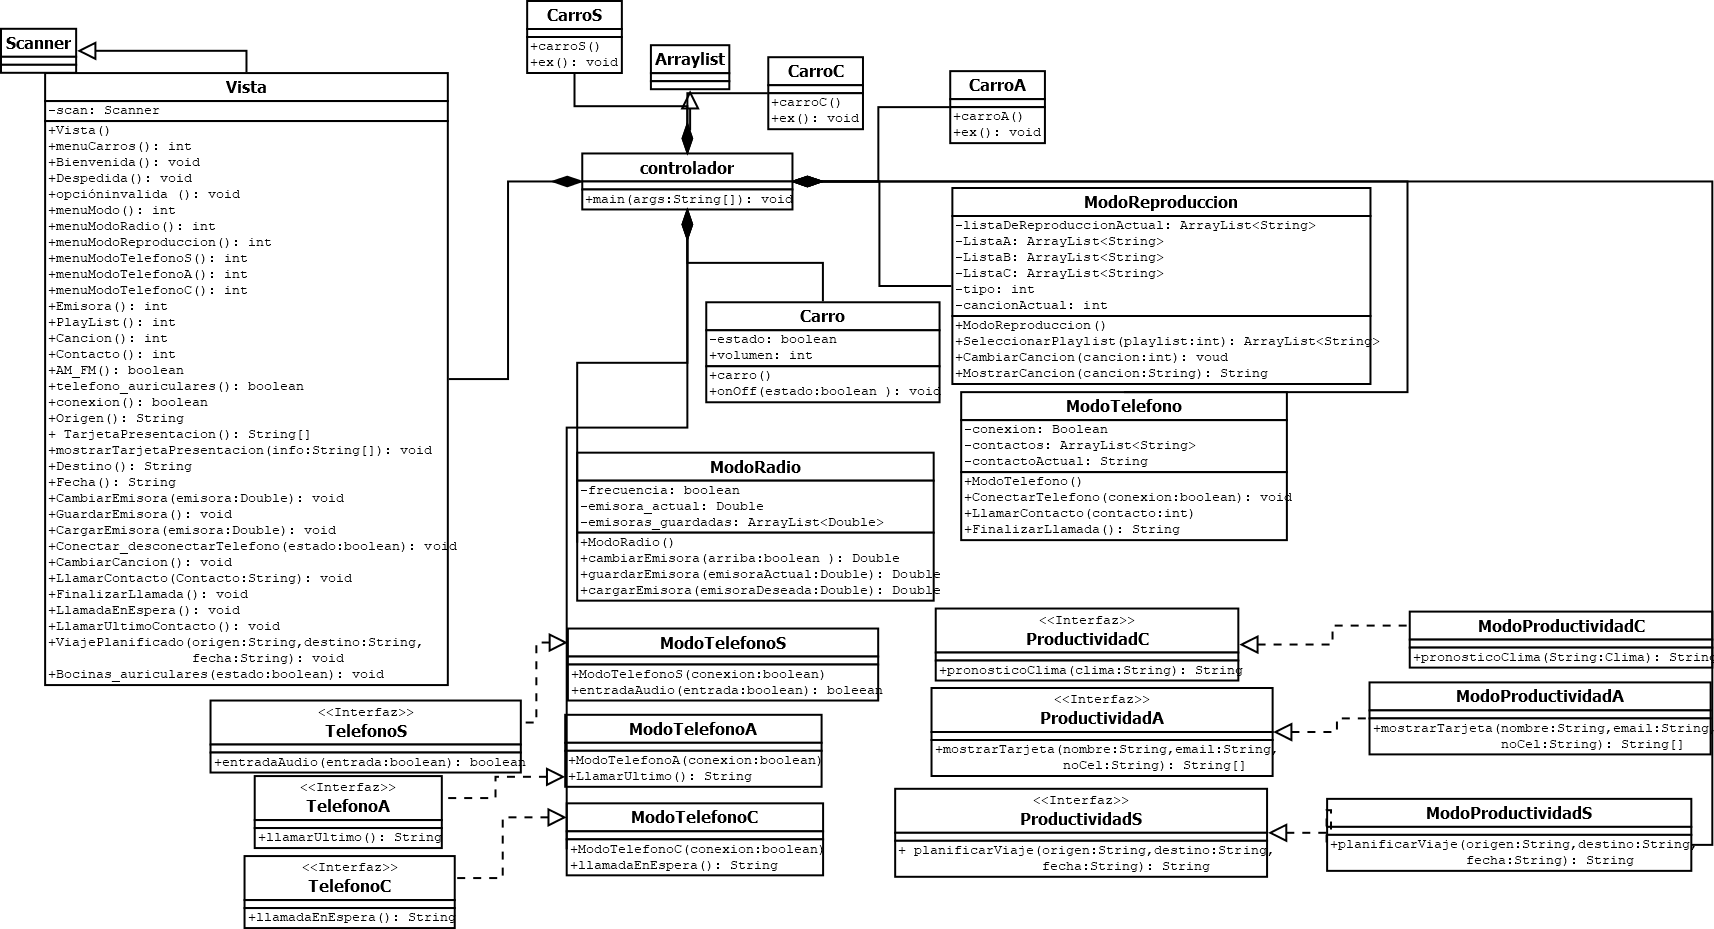 Scanner
Vista
-scan: Scanner
+Vista()
+menuCarros(): int
+Bienvenida(): void
+Despedida(): void
+opcióninvalida (): void
+menuModo(): int
+menuModoRadio(): int
+menuModoReproduccion(): int
+menuModoTelefonoS(): int
+menuModoTelefonoA(): int
+menuModoTelefonoC(): int
+Emisora(): int
+PlayList(): int
+Cancion(): int
+Contacto(): int
+AM_FM(): boolean
+telefono_auriculares(): boolean
+conexion(): boolean
+Origen(): String
+ TarjetaPresentacion(): String[]
+mostrarTarjetaPresentacion(info:String[]): void
+Destino(): String
+Fecha(): String
+CambiarEmisora(emisora:Double): void
+GuardarEmisora(): void
+CargarEmisora(emisora:Double): void
+Conectar_desconectarTelefono(estado:boolean): void
+CambiarCancion(): void
+LlamarContacto(Contacto:String): void
+FinalizarLlamada(): void
+LlamadaEnEspera(): void
+LlamarUltimoContacto(): void
+ViajePlanificado(origen:String,destino:String,
fecha:String): void
+Bocinas_auriculares(estado:boolean): void
CarroS
+carroS()
+ex(): void
Arraylist
CarroC
+carroC()
+ex(): void
CarroA
+carroA()
+ex(): void
controlador
+main(args:String[]): void
ModoReproduccion
-listaDeReproduccionActual: ArrayList<String>
-ListaA: ArrayList<String>
-ListaB: ArrayList<String>
-ListaC: ArrayList<String>
-tipo: int
-cancionActual: int
+ModoReproduccion()
+SeleccionarPlaylist(playlist:int): ArrayList<String>
+CambiarCancion(cancion:int): voud
+MostrarCancion(cancion:String): String
Carro
-estado: boolean
+volumen: int
+carro()
+onOff(estado:boolean ): void
ModoTelefono
-conexion: Boolean
-contactos: ArrayList<String>
-contactoActual: String
+ModoTelefono()
+ConectarTelefono(conexion:boolean): void
+LlamarContacto(contacto:int)
+FinalizarLlamada(): String
ModoRadio
-frecuencia: boolean
-emisora_actual: Double
-emisoras_guardadas: ArrayList<Double>
+ModoRadio()
+cambiarEmisora(arriba:boolean ): Double
+guardarEmisora(emisoraActual:Double): Double
+cargarEmisora(emisoraDeseada:Double): Double
ModoTelefonoS
+ModoTelefonoS(conexion:boolean)
+entradaAudio(entrada:boolean): boleean
<<Interfaz>>
TelefonoS
+entradaAudio(entrada:boolean): boolean
ModoTelefonoA
+ModoTelefonoA(conexion:boolean)
+LlamarUltimo(): String
<<Interfaz>>
TelefonoA
+llamarUltimo(): String
ModoTelefonoC
+ModoTelefonoC(conexion:boolean)
+llamadaEnEspera(): String
<<Interfaz>>
TelefonoC
+llamadaEnEspera(): String
<<Interfaz>>
ProductividadC
+pronosticoClima(clima:String): String
ModoProductividadC
+pronosticoClima(String:Clima): String
<<Interfaz>>
ProductividadA
+mostrarTarjeta(nombre:String,email:String,
noCel:String): String[]
ModoProductividadA
+mostrarTarjeta(nombre:String,email:String,
noCel:String): String[]
<<Interfaz>>
ProductividadS
+ planificarViaje(origen:String,destino:String,
fecha:String): String
ModoProductividadS
+planificarViaje(origen:String,destino:String,
fecha:String): String